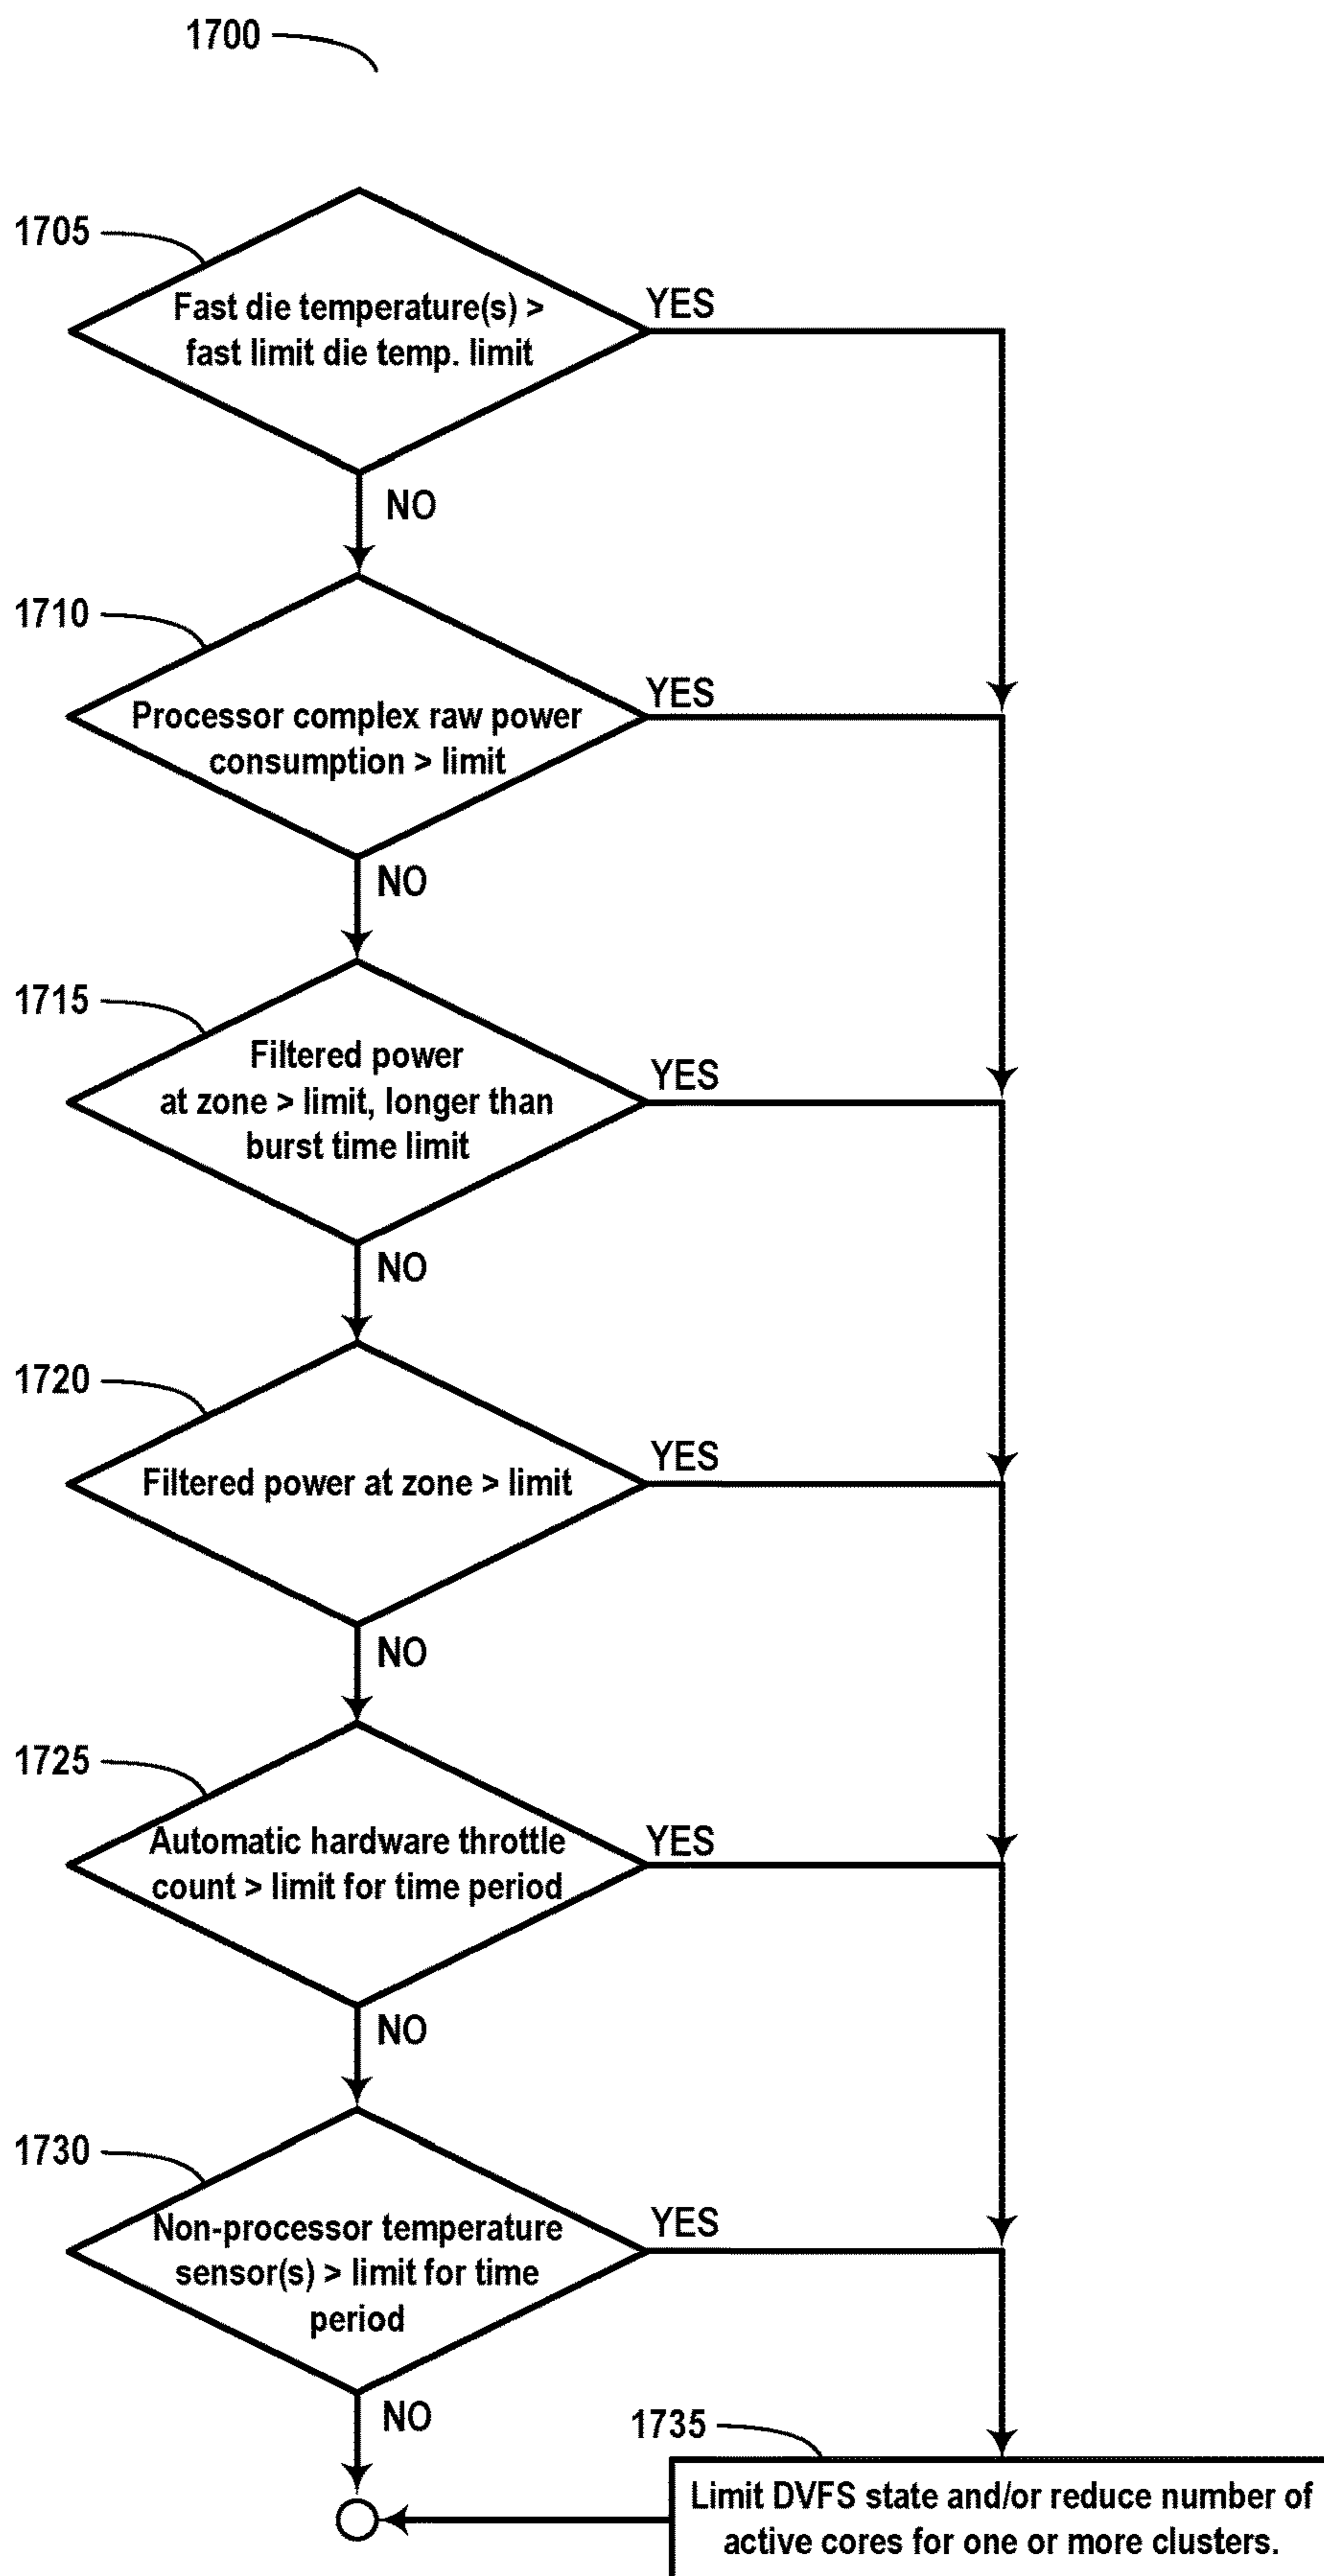 1700
1705
Fast die temperature(s) >
fast limit die temp. limit
YES
NO
1710
Processor complex raw power
consumption > limit
YES
NO
1715
Filtered power
at zone > limit, longer than
burst time limit
YES
NO
1720
Filtered power at zone > limit
YES
NO
1725
Automatic hardware throttle
count > limit for time period
YES
NO
1730
Non-processor temperature
sensor(s) > limit for time
period
YES
NO
1735
Limit DVFS state and/or reduce number of
active cores for one or more clusters.